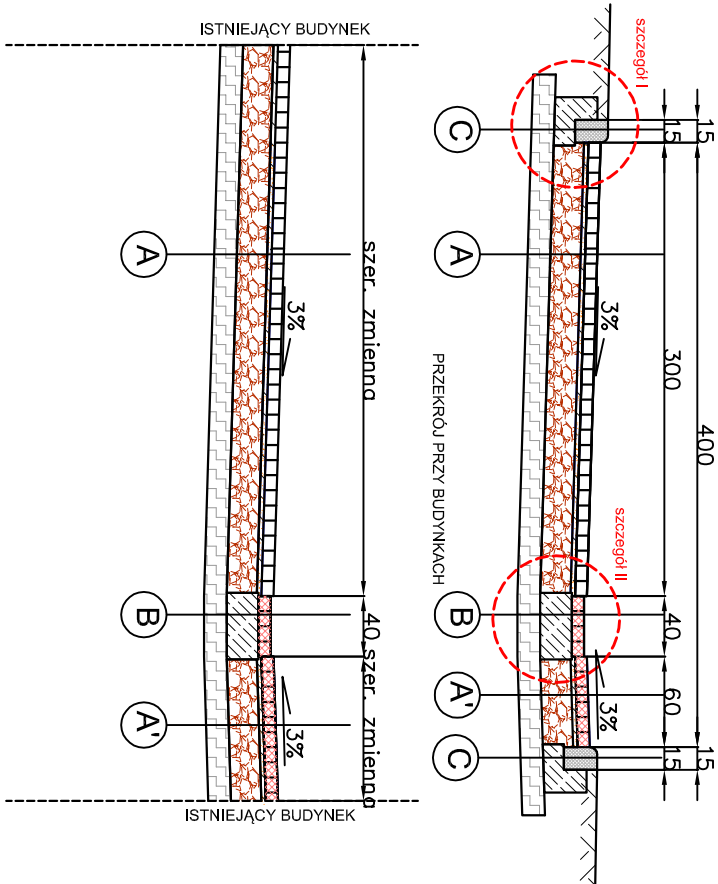 ISTNIEJĄCY BUDYNEK
szer. zmienna
40
szer. zmienna
3%
3%
A
B
A'
ISTNIEJĄCY BUDYNEK
PRZEKRÓJ PRZY BUDYNKACH
szczegół I
szczegół II
15
400
15
15
300
40
60
15
3%
3%
C
A
B
A'
C